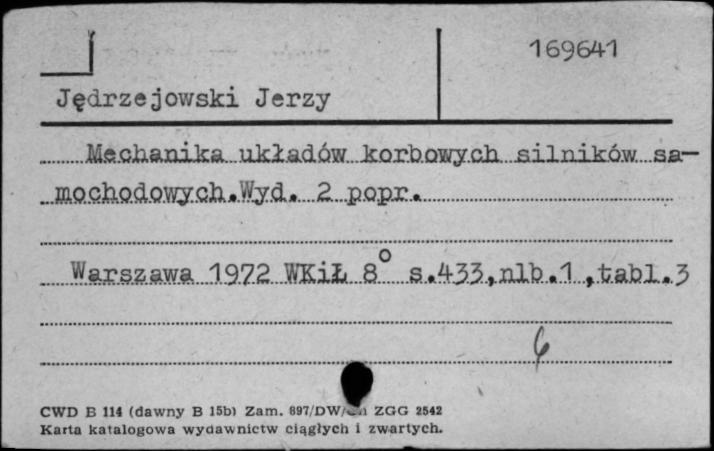 169641
Jędrzejowski Jerzy
Mechanika układów korbowych silników sa-
mochodowych.Wyd. 2 popr.
Warszawa 1972 WKiŁ 8° s.433,nlb.1,tabl.3
6
CWD B 114 (dawny B 15b) Zam. 897/DW/ ZGG 2542
Karta katalogowa wydawnictw ciągłych i zwartych.